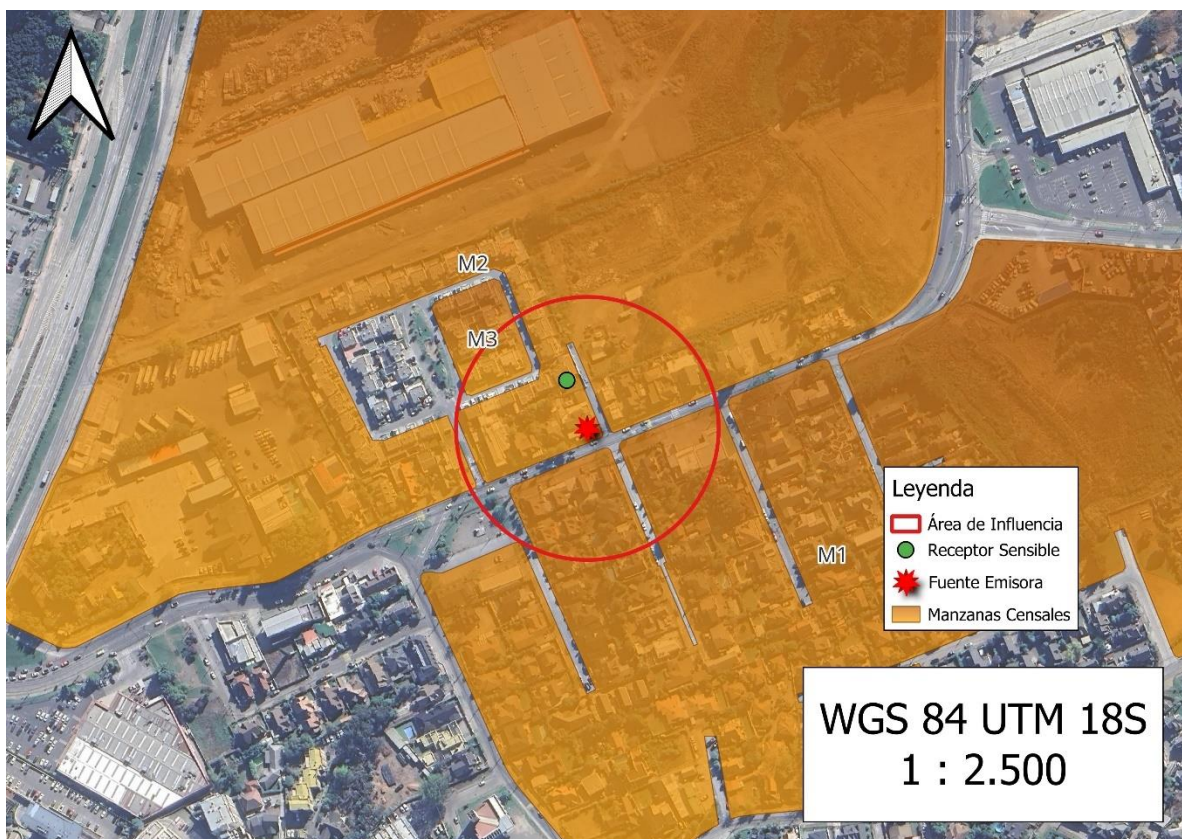 M2
M3
M1
Leyenda
Área de Influencia
Receptor Sensible
Fuente Emisora
Manzanas Censales
WGS 84 UTM 18S
1 : 2.500